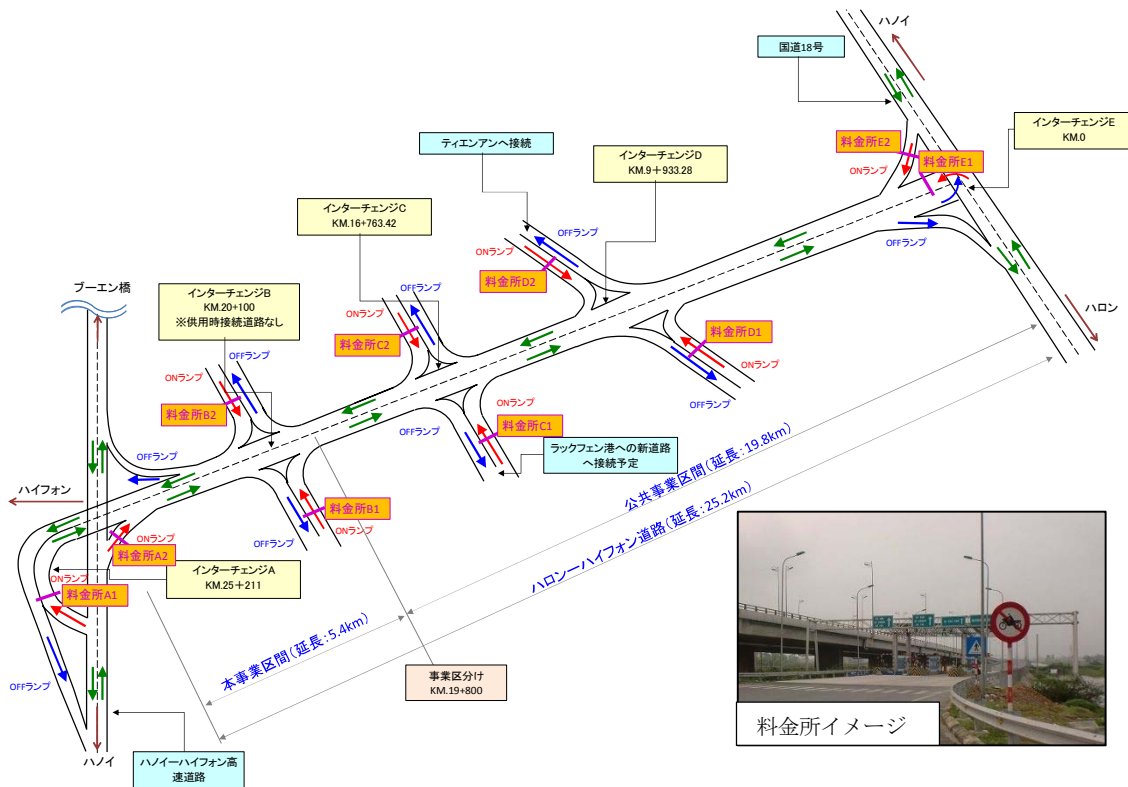 ハノイ
国道18号
インターチェンジE
KM.0
料金所E2
料金所E1
ONランプ
OFFランプ
ティエンアンへ接続
インターチェンジD
KM.9+933.28
OFFランプ
ONランプ
料金所D2
インターチェンジC
KM.16+763.42
ハロン
ブーエン橋
インターチェンジB
KM.20+100
※供用時接続道路なし
ONランプ
OFFランプ
料金所C2
料金所D1
ONランプ
OFFランプ
OFFランプ
ONランプ
料金所B2
ONランプ
料金所C1
OFFランプ
ラックフェン港への新道路
へ接続予定
OFFランプ
ハイフォン
料金所B1
ONランプ
OFFランプ
料金所A2
ONランプ
インターチェンジA
KM.25+211
料金所A1
OFFランプ
公共事業区間(延長:19.8km)
ハロンーハイフォン道路(延長:25.2km)
本事業区間(延長:5.4km)
事業区分け
KM.19+800
ハノイ
ハノイーハイフォン高
速道路
料金所イメージ